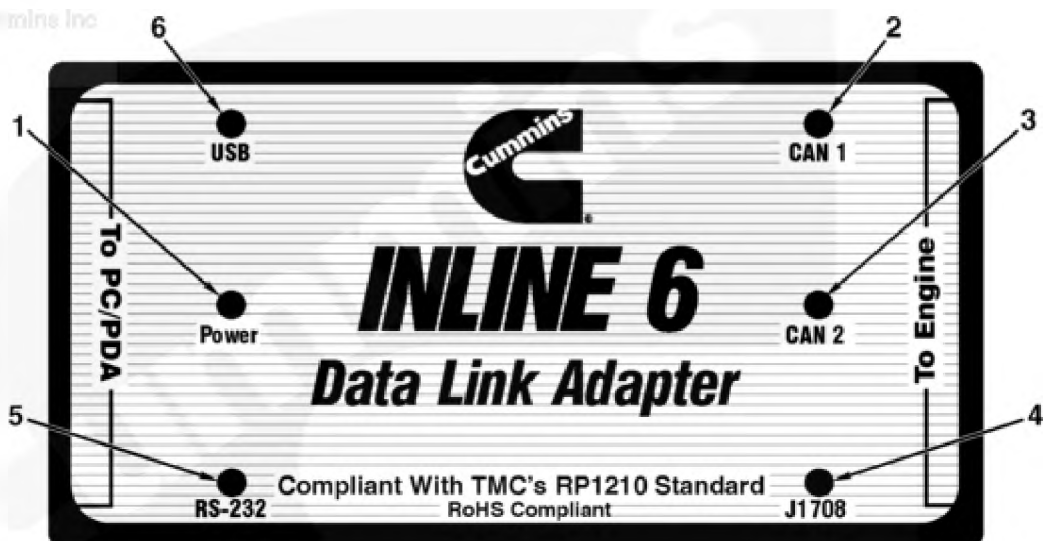 mins Inc
6
2
1
USB
Cummins
CAN 1
3
To PC/PDA
INLINE 6
To Engine
Power
CAN 2
Data Link Adapter
5
4
Compliant With TMC's RP1210 Standard
RS-232
RoHS Compliant
J1708